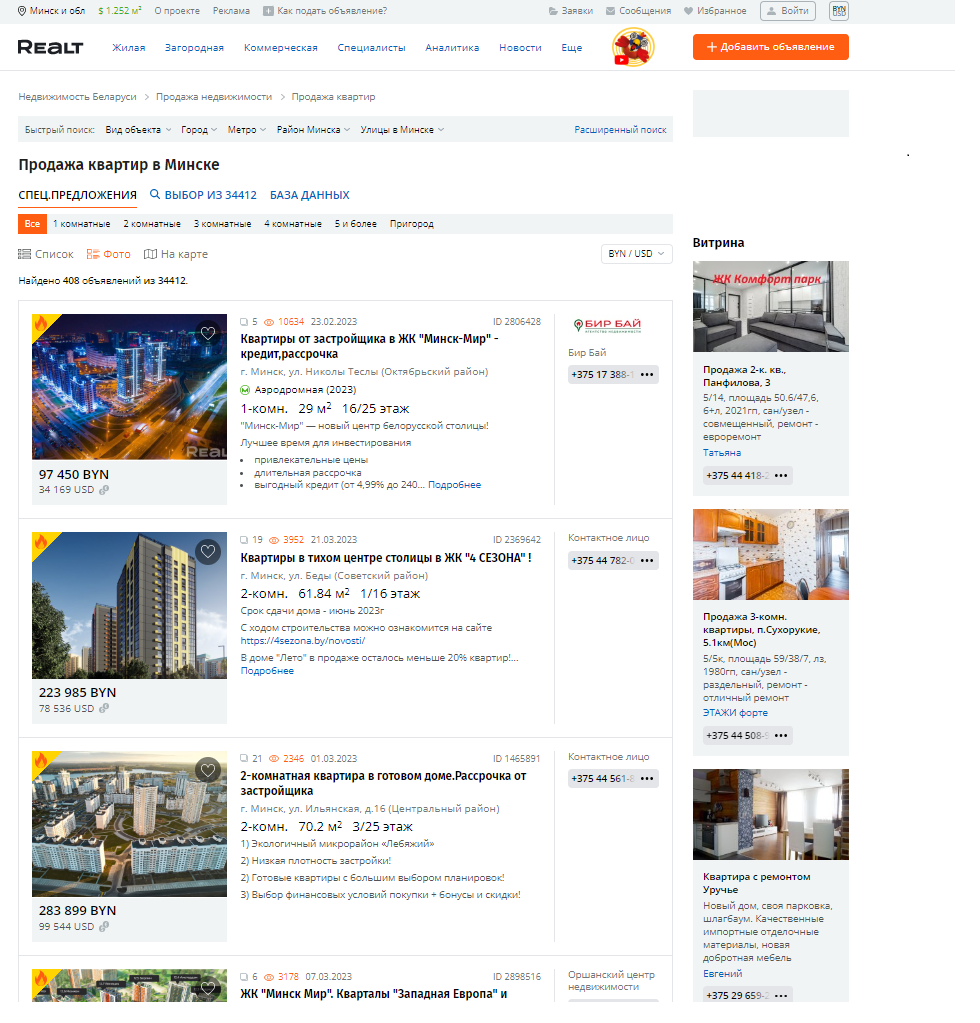 Минск и обл $ 1.252 м² О проекте Реклама Как подать объявление? Заявки Сообщения Избранное Войти BYN USD
REALT Жилая Загородная Коммерческая Специалисты Аналитика Новости Еще + Добавить объявление
Недвижимость Беларуси > Продажа недвижимости > Продажа квартир
Быстрый поиск: Вид объекта Город Метро Район Минска Улицы в Минске Расширенный поиск
Продажа квартир в Минске
СПЕЦ.ПРЕДЛОЖЕНИЯ ВЫБОР ИЗ 34412 БАЗА ДАННЫХ
Все 1 комнатные 2 комнатные 3 комнатные 4 комнатные 5 и более Пригород
Список Фото На карте BYN / USD
Найдено 408 объявлений из 34412.
5 10634 23.02.2023 ID 2806428
Квартиры от застройщика в ЖК "Минск-Мир" -
кредит,рассрочка
г. Минск, ул. Николы Теслы (Октябрьский район)
Аэродромная (2023)
1-комн. 29 м² 16/25 этаж
"Минск-Мир" — новый центр белорусской столицы!
Лучшее время для инвестирования
• привлекательные цены
• длительная рассрочка
• выгодный кредит (от 4,99% до 240... Подробнее
REALT
97 450 BYN
34 169 USD
БИР БАЙ
Бир Бай
+375 17 388-1 •••
19 3952 21.03.2023 ID 2369642
Квартиры в тихом центре столицы в ЖК "4 СЕЗОНА" !
г. Минск, ул. Беды (Советский район)
2-комн. 61.84 м² 1/16 этаж
Срок сдачи дома - июнь 2023г
С ходом строительства можно ознакомится на сайте
https://4sezona.by/novosti/
В доме "Лето" в продаже осталось меньше 20% квартир!...
Подробнее
223 985 BYN
78 536 USD
Контактное лицо
+375 44 782- •••
21 2346 01.03.2023 ID 1465891
2-комнатная квартира в готовом доме.Рассрочка от
застройщика
г. Минск, ул. Ильянская, д.16 (Центральный район)
2-комн. 70.2 м² 3/25 этаж
1) Экологичный микрорайон «Лебяжий»
2) Низкая плотность застройки!
2) Готовые квартиры с большим выбором планировок!
3) Выбор финансовых условий покупки + бонусы и скидки!
283 899 BYN
99 544 USD
Контактное лицо
+375 44 561- •••
6 3178 07.03.2023 ID 2898516
ЖК "Минск Мир". Кварталы "Западная Европа" и
Оршанский центр
недвижимости
Витрина
ЖК Комфорт парк
Продажа 2-к. кв.,
Панфилова, 3
5/14, площадь 50.6/47,6,
6+л, 2021гп, сан/узел -
совмещенный, ремонт -
евроремонт
Татьяна
+375 44 418- •••
Продажа 3-комн.
квартиры, п.Сухорукие,
5.1км(Мос)
5/5к, площадь 59/38/7, лз,
1980гп, сан/узел -
раздельный, ремонт -
отличный ремонт
ЭТАЖИ форте
+375 44 508- •••
Квартира с ремонтом
Уручье
Новый дом, своя парковка,
шлагбаум. Качественные
импортные отделочные
материалы, новая
добротная мебель
Евгений
+375 29 659- •••